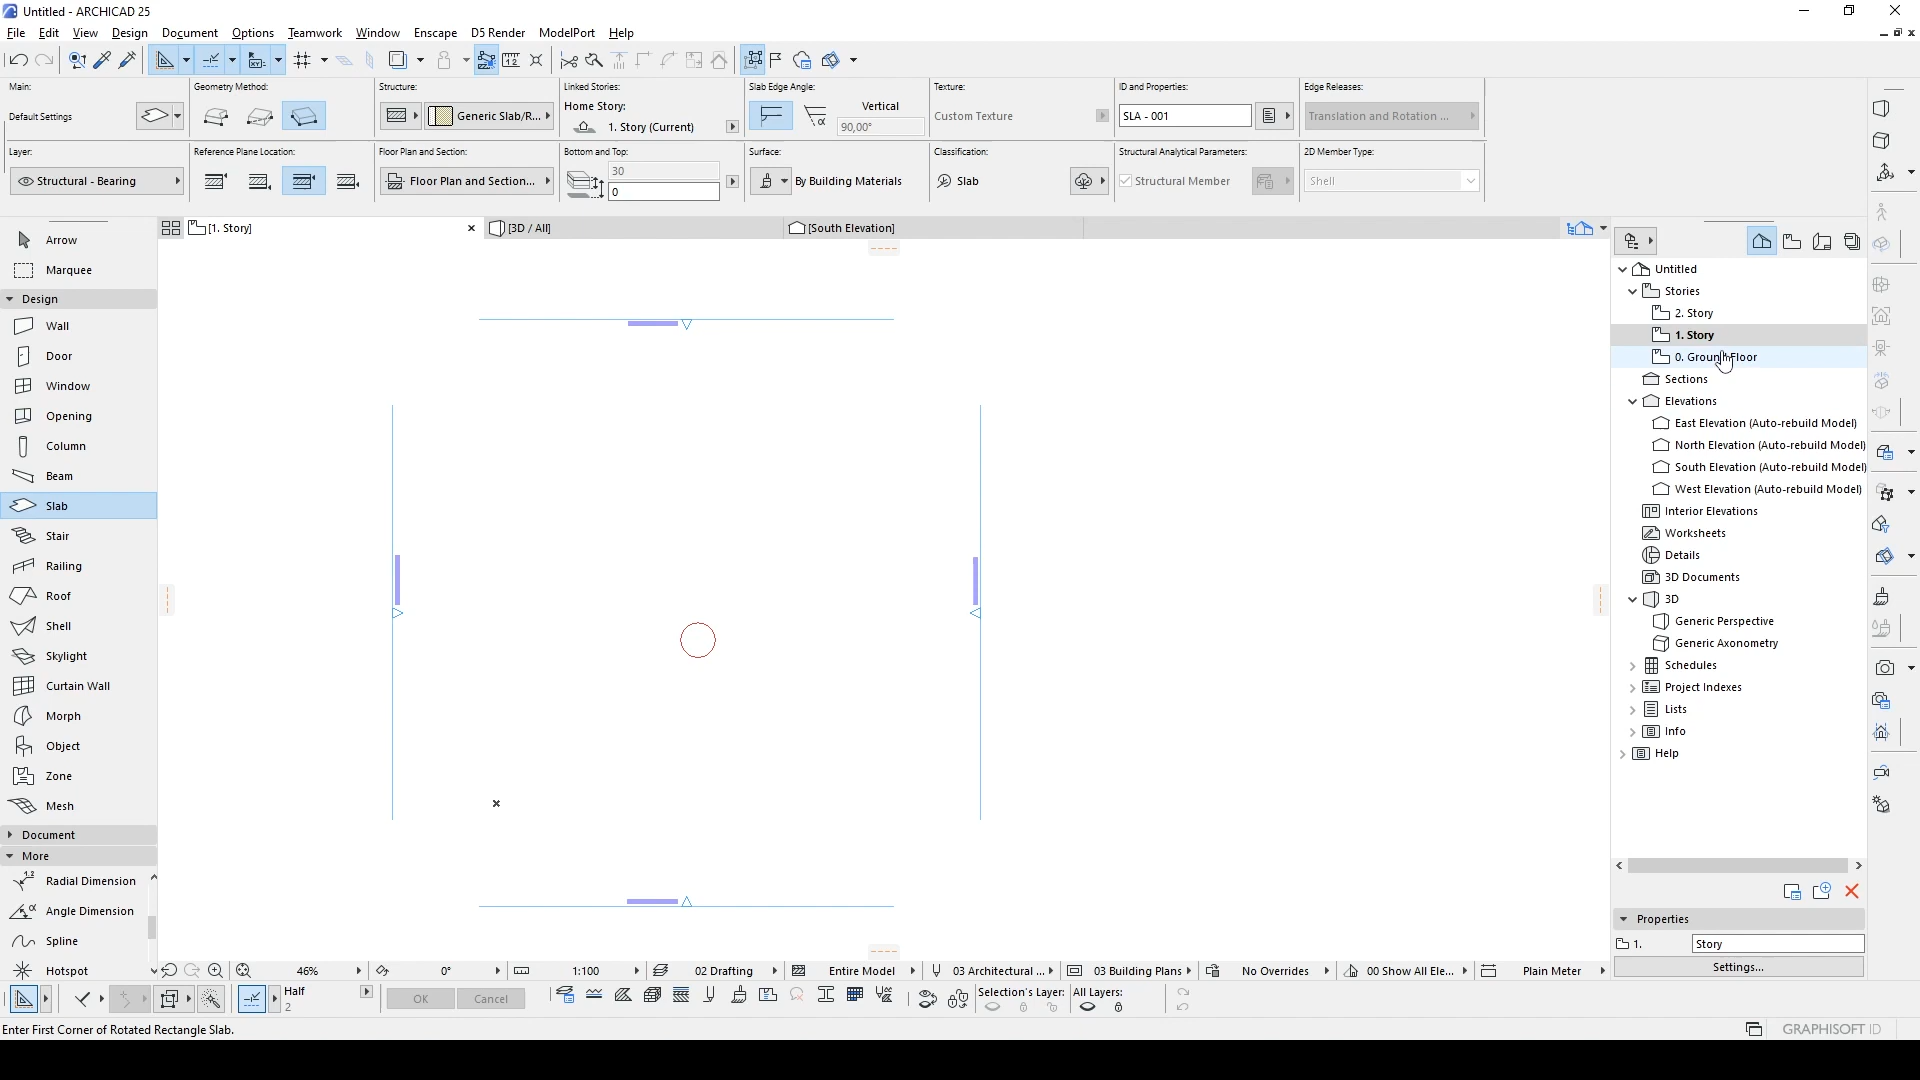 Untitled - ARCHICAD 25
File Edit View Design Document Options Teamwork Window Enscape D5 Render ModelPort Help
Main: Geometry Method: Structure: Linked Stories: Slab Edge Angle: Texture: ID and Properties: Edge Releases:
Default Settings Generic Slab/R... Home Story: 1. Story (Current) Vertical 90,00° Custom Texture SLA - 001 Translation and Rotation ...
Layer: Reference Plane Location: Floor Plan and Section: Bottom and Top: Surface: Classification: Structural Analytical Parameters: 2D Member Type:
Structural - Bearing Floor Plan and Section... 30 0 By Building Materials Slab Structural Member Shell
[1. Story] [3D / All] [South Elevation]
Arrow
Marquee
Design
Wall
Door
Window
Opening
Column
Beam
Slab
Stair
Railing
Roof
Shell
Skylight
Curtain Wall
Morph
Object
Zone
Mesh
Document
More
Radial Dimension
Angle Dimension
Spline
Hotspot
Untitled
Stories
2. Story
1. Story
0. Ground Floor
Sections
Elevations
East Elevation (Auto-rebuild Model)
North Elevation (Auto-rebuild Model)
South Elevation (Auto-rebuild Model)
West Elevation (Auto-rebuild Model)
Interior Elevations
Worksheets
Details
3D Documents
3D
Generic Perspective
Generic Axonometry
Schedules
Project Indexes
Lists
Info
Help
Properties
1. Story
Settings...
46% 0° 1:100 02 Drafting Entire Model 03 Architectural ... 03 Building Plans No Overrides 00 Show All Ele... Plain Meter
Half 2 OK Cancel Selection's Layer: All Layers:
Enter First Corner of Rotated Rectangle Slab. GRAPHISOFT ID